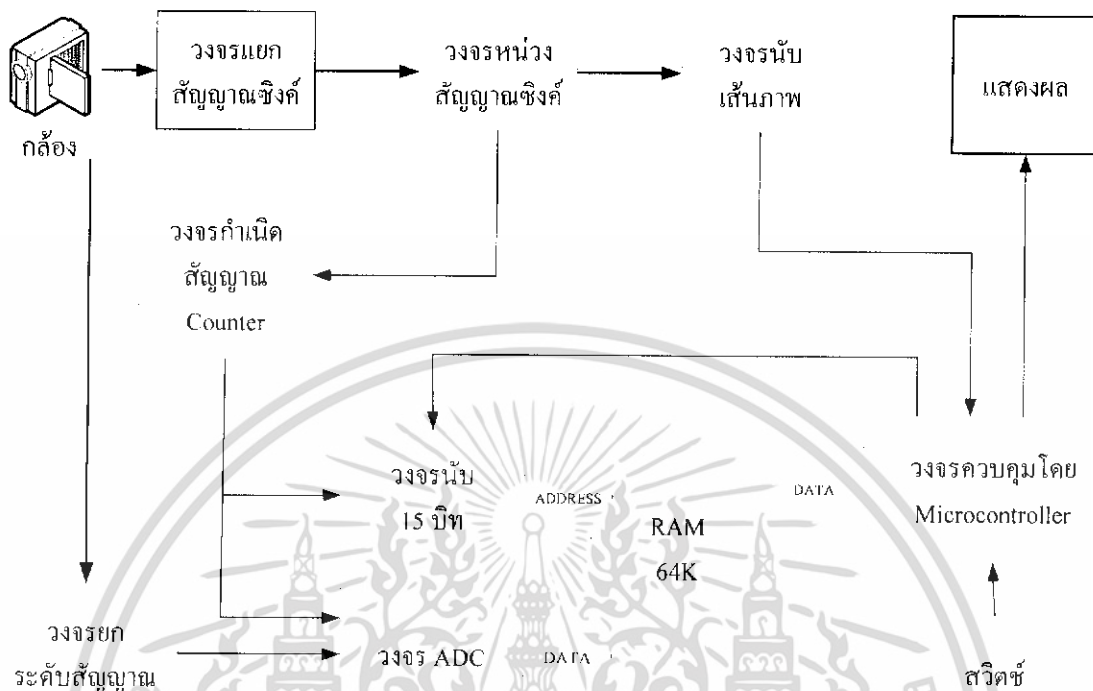 วงจรแยก
สัญญาณซิงค์
วงจรหน่วง
สัญญาณซิงค์
วงจรนับ
เส้นภาพ
แสดงผล
กล้อง
วงจรกำเนิด
สัญญาณ
Counter
วงจรนับ
15 บิท
ADDRESS
RAM
64K
DATA
วงจรควบคุมโดย
Microcontroller
วงจรยก
ระดับสัญญาณ
วงจร ADC
DATA
สวิตช์